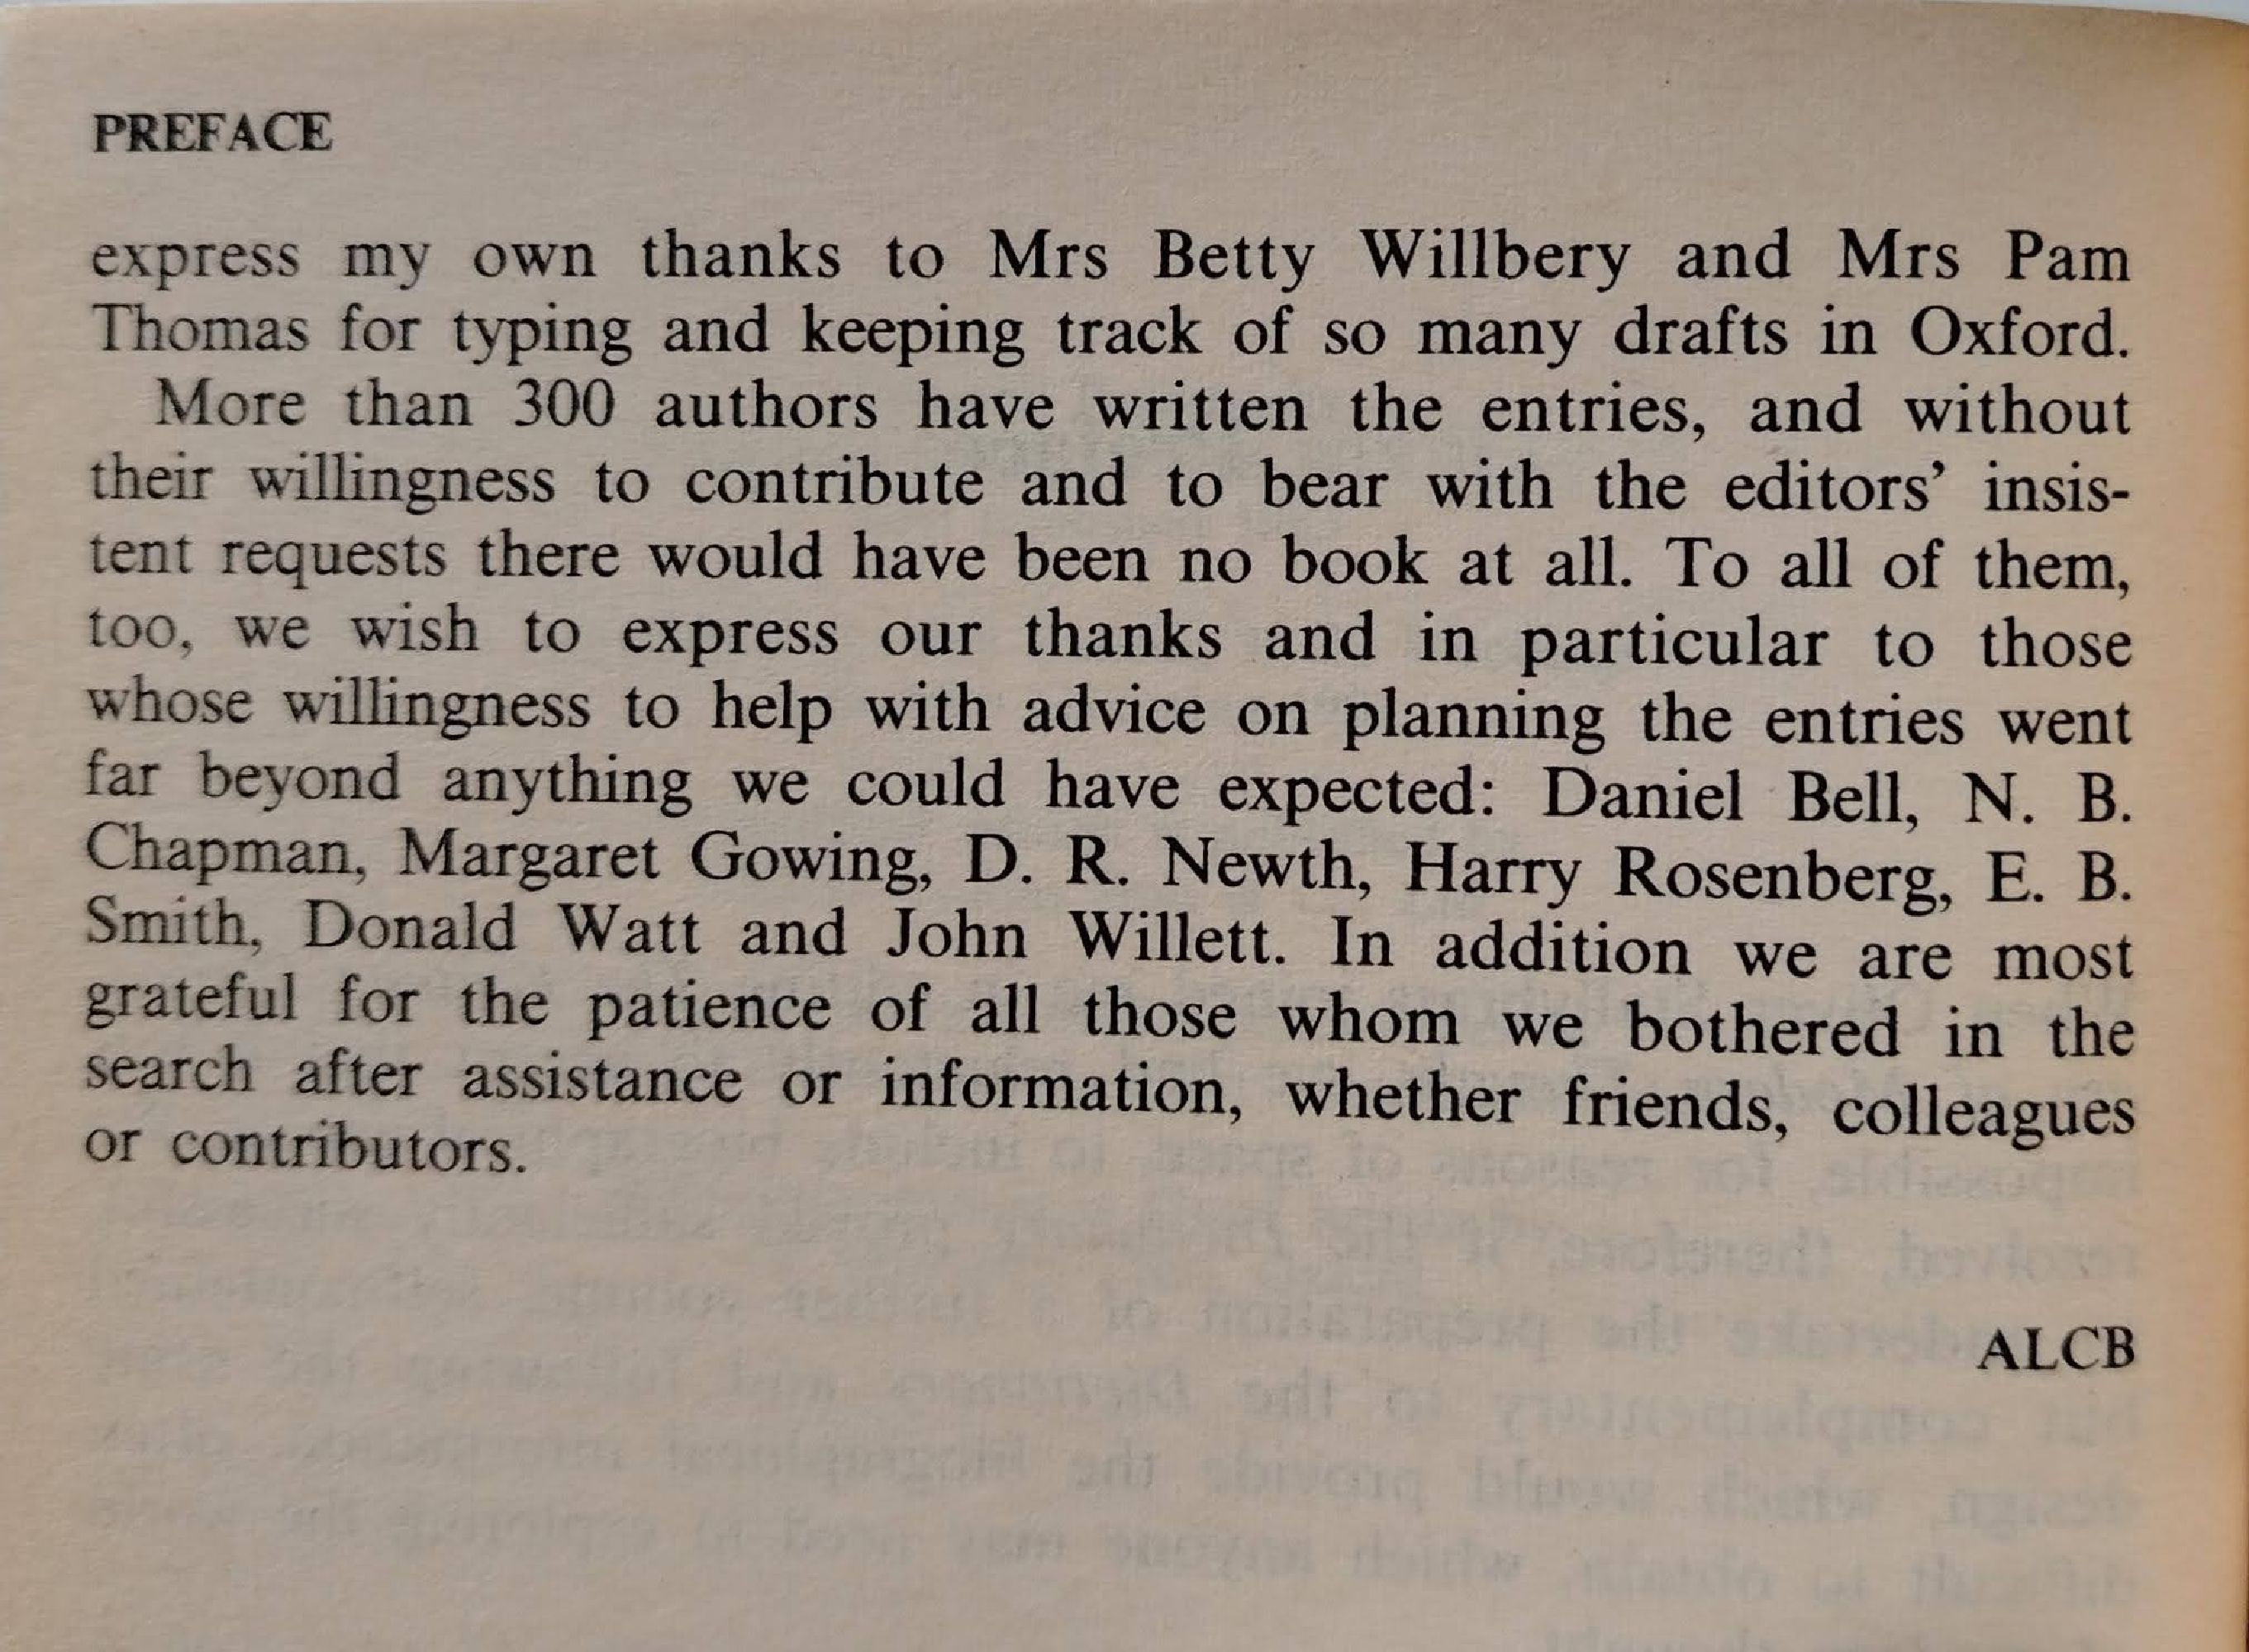 PREFACE
express my own thanks to Mrs Betty Willbery and Mrs Pam
Thomas for typing and keeping track of so many drafts in Oxford.
More than 300 authors have written the entries, and without
their willingness to contribute and to bear with the editors’ insis-
tent requests there would have been no book at all. To all of them,
too, we wish to express our thanks and in particular to those
whose willingness to help with advice on planning the entries went
far beyond anything we could have expected: Daniel Bell, N. B.
Chapman, Margaret Gowing, D. R. Newth, Harry Rosenberg, E. B.
Smith, Donald Watt and John Willett. In addition we are most
grateful for the patience of all those whom we bothered in the
search after assistance or information, whether friends, colleagues
or contributors.
ALCB